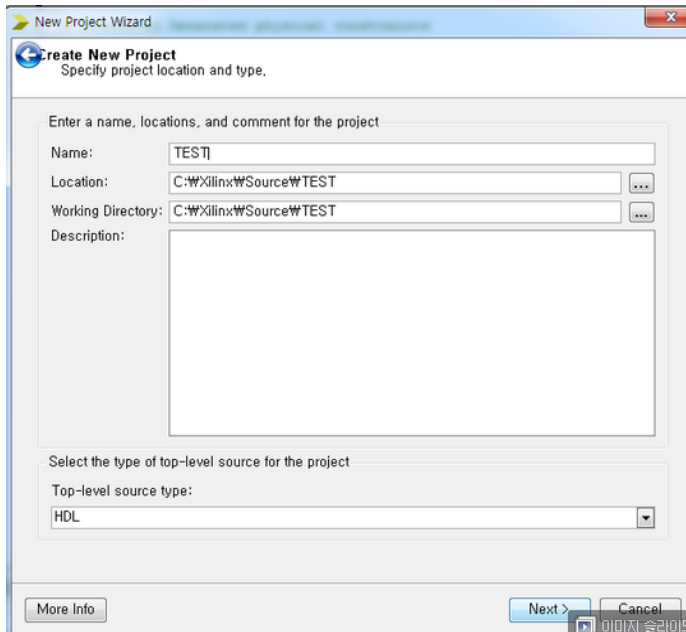 New Project Wizard
Create New Project
Specify project location and type.
Enter a name, locations, and comment for the project
Name:
TEST
Location:
C:₩Xilinx₩Source₩TEST
...
Working Directory:
C:₩Xilinx₩Source₩TEST
...
Description:
Select the type of top-level source for the project
Top-level source type:
HDL
More Info
Next >
Cancel
이미지 슬라이드